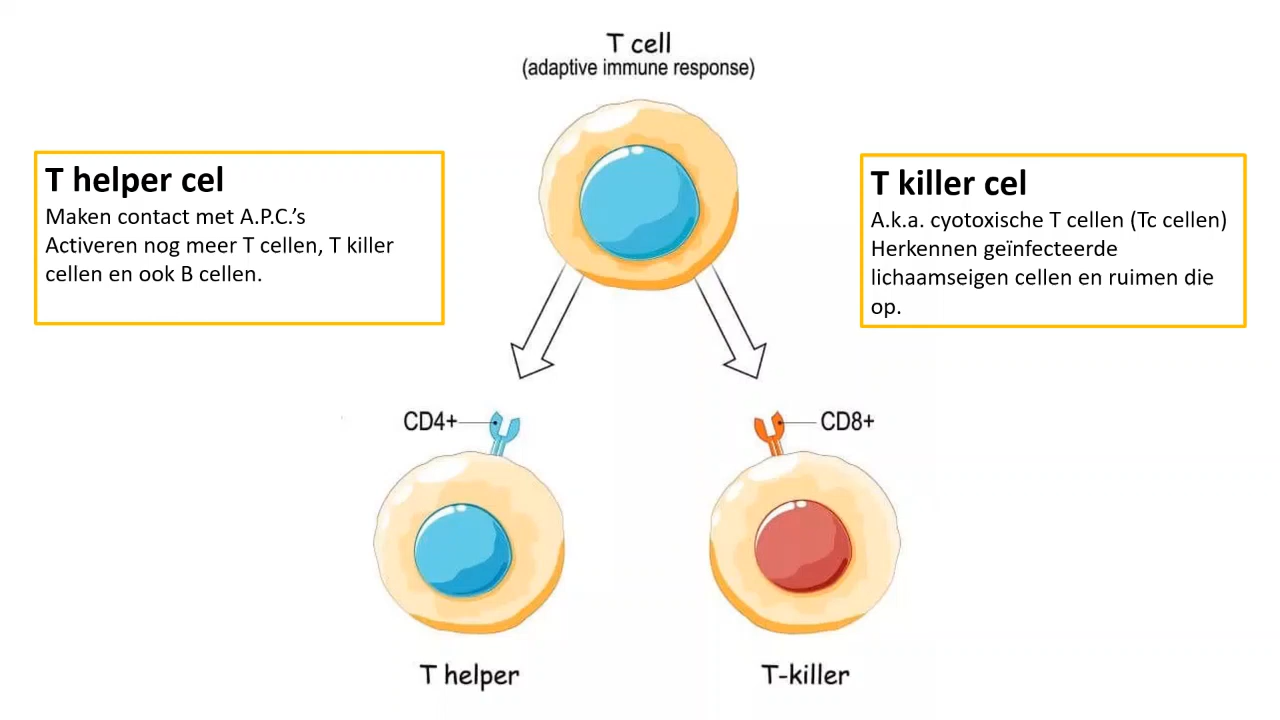 T cell
(adaptive immune response)
T helper cel
Maken contact met A.P.C.’s
Activeren nog meer T cellen, T killer
cellen en ook B cellen.
T killer cel
A.k.a. cyotoxische T cellen (Tc cellen)
Herkennen geïnfecteerde
lichaamseigen cellen en ruimen die
op.
CD4+
CD8+
T helper
T-killer